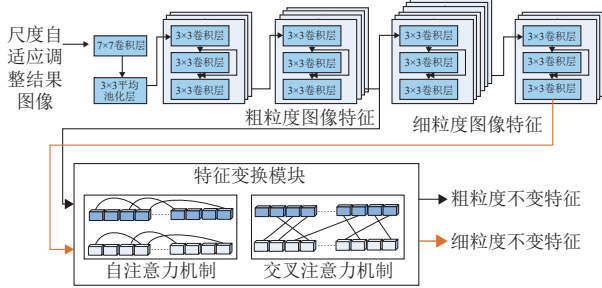 尺度自
适应调
整结果
图像
7×7卷积层
3×3平均
池化层
3×3卷积层
3×3卷积层
3×3卷积层
3×3卷积层
3×3卷积层
3×3卷积层
3×3卷积层
3×3卷积层
3×3卷积层
3×3卷积层
3×3卷积层
3×3卷积层
粗粒度图像特征
细粒度图像特征
特征变换模块
自注意力机制
交叉注意力机制
粗粒度不变特征
细粒度不变特征